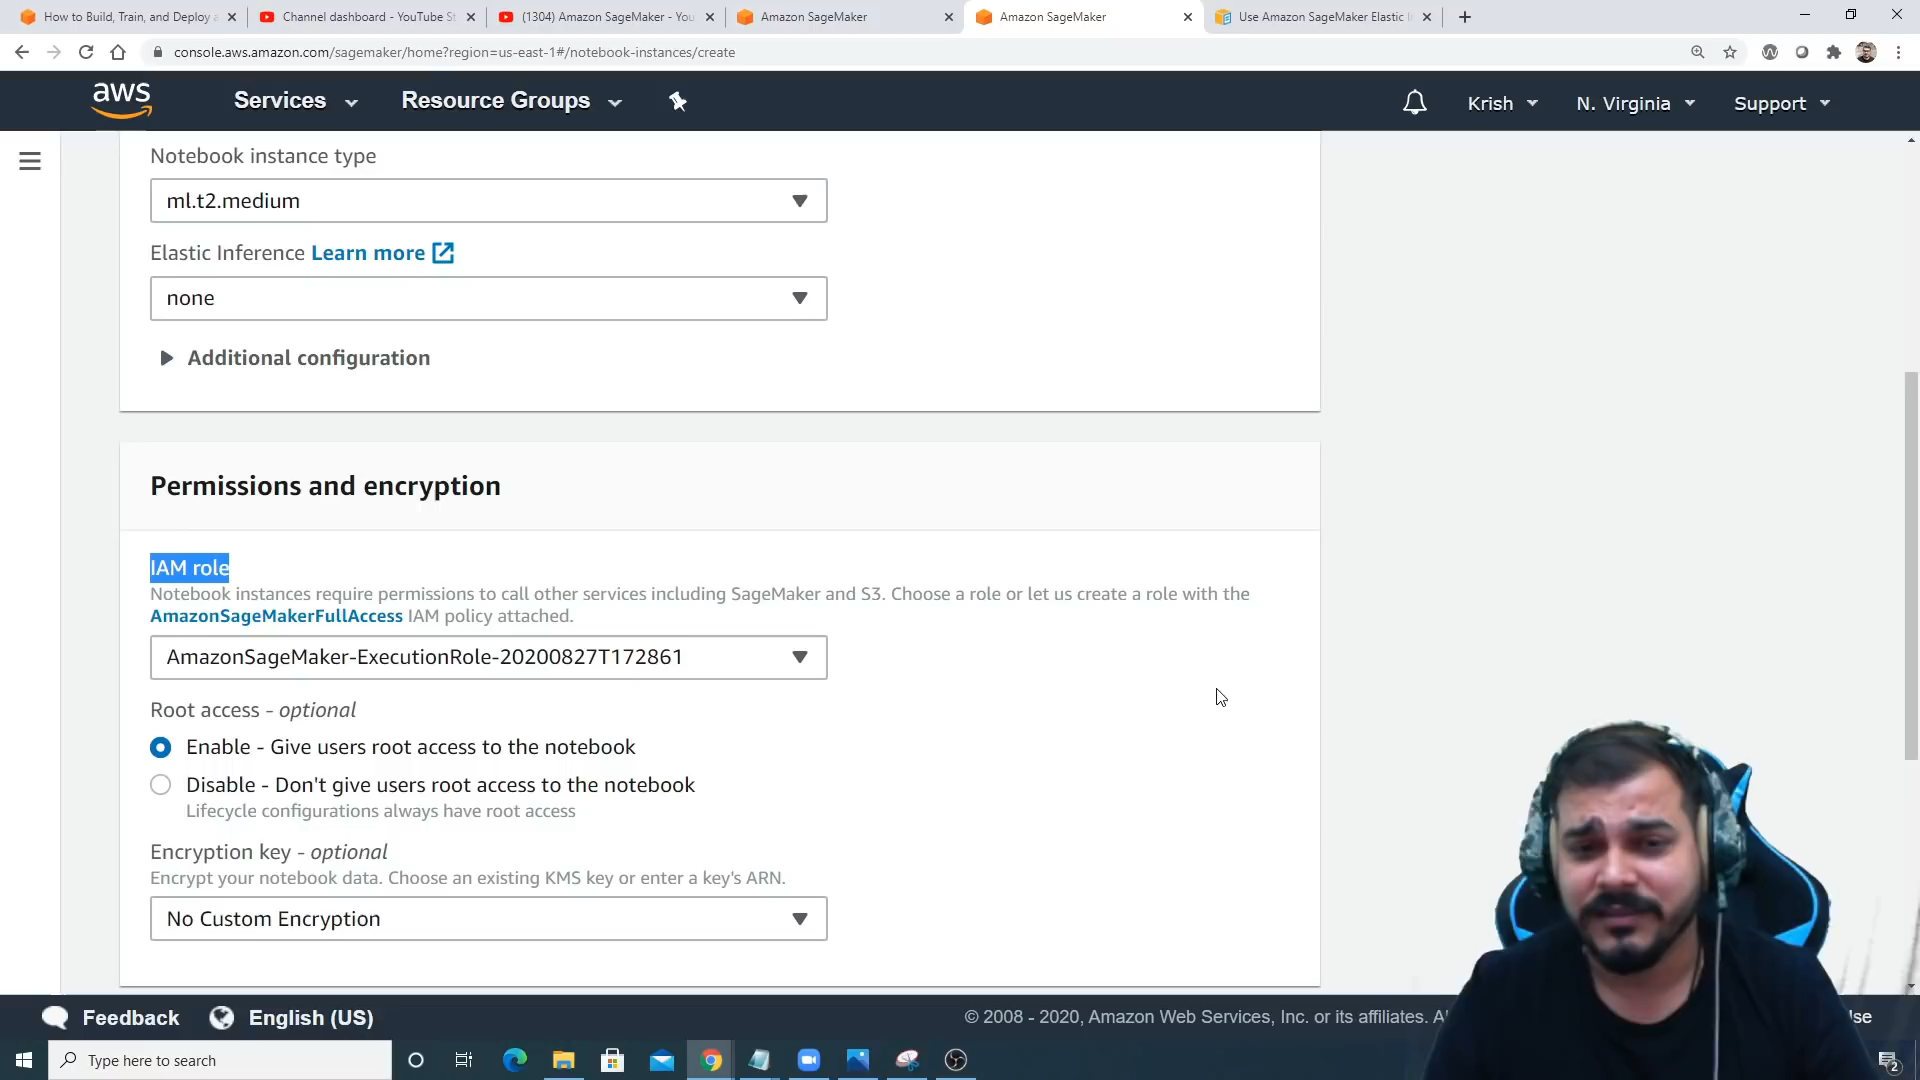 How to Build, Train, and Deploy a
Channel dashboard - YouTube St
(1304) Amazon SageMaker - You
Amazon SageMaker
Amazon SageMaker
Use Amazon SageMaker Elastic I
console.aws.amazon.com/sagemaker/home?region=us-east-1#/notebook-instances/create
aws
Services
Resource Groups
Krish
N. Virginia
Support
Notebook instance type
ml.t2.medium
Elastic Inference Learn more
none
Additional configuration
Permissions and encryption
IAM role
Notebook instances require permissions to call other services including SageMaker and S3. Choose a role or let us create a role with the
AmazonSageMakerFullAccess IAM policy attached.
AmazonSageMaker-ExecutionRole-20200827T172861
Root access - optional
Enable - Give users root access to the notebook
Disable - Don't give users root access to the notebook
Lifecycle configurations always have root access
Encryption key - optional
Encrypt your notebook data. Choose an existing KMS key or enter a key's ARN.
No Custom Encryption
Feedback
English (US)
© 2008 - 2020, Amazon Web Services, Inc. or its affiliates.
Type here to search
2